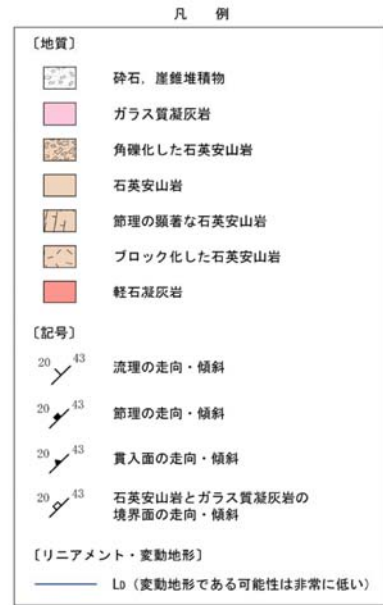 凡 例
〔地質〕
砕石，崖錐堆積物
ガラス質凝灰岩
角礫化した石英安山岩
石英安山岩
節理の顕著な石英安山岩
ブロック化した石英安山岩
軽石凝灰岩
〔記号〕
20 43 流理の走向・傾斜
20 43 節理の走向・傾斜
20 43 貫入面の走向・傾斜
20 43 石英安山岩とガラス質凝灰岩の
境界面の走向・傾斜
〔リニアメント・変動地形〕
LD（変動地形である可能性は非常に低い）